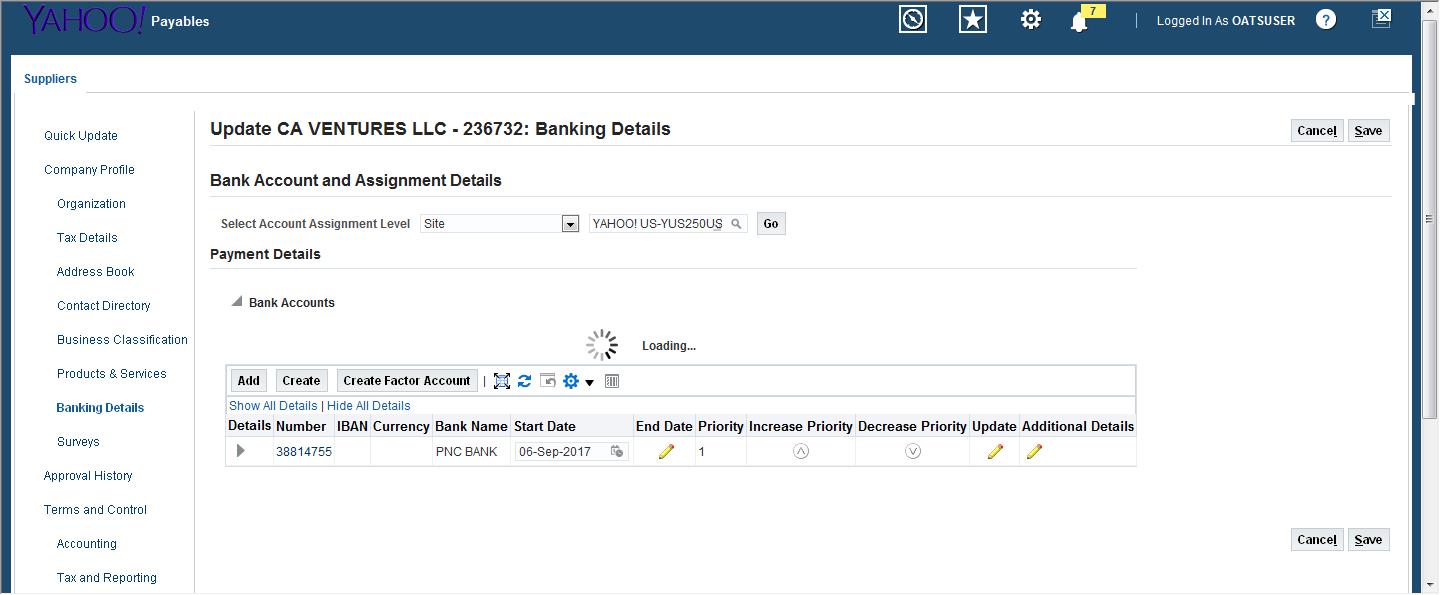 YAHOO! Payables
7
Logged In As OATSUSER
?
Suppliers
Quick Update
Company Profile
Organization
Tax Details
Address Book
Contact Directory
Business Classification
Products & Services
Banking Details
Surveys
Approval History
Terms and Control
Accounting
Tax and Reporting
Update CA VENTURES LLC - 236732: Banking Details
Cancel Save
Bank Account and Assignment Details
Select Account Assignment Level Site YAHOO! US-YUS250US Go
Payment Details
Bank Accounts
Loading...
Add Create Create Factor Account |
Show All Details | Hide All Details
Details Number IBAN Currency Bank Name Start Date End Date Priority Increase Priority Decrease Priority Update Additional Details
38814755 PNC BANK 06-Sep-2017 1
Cancel Save